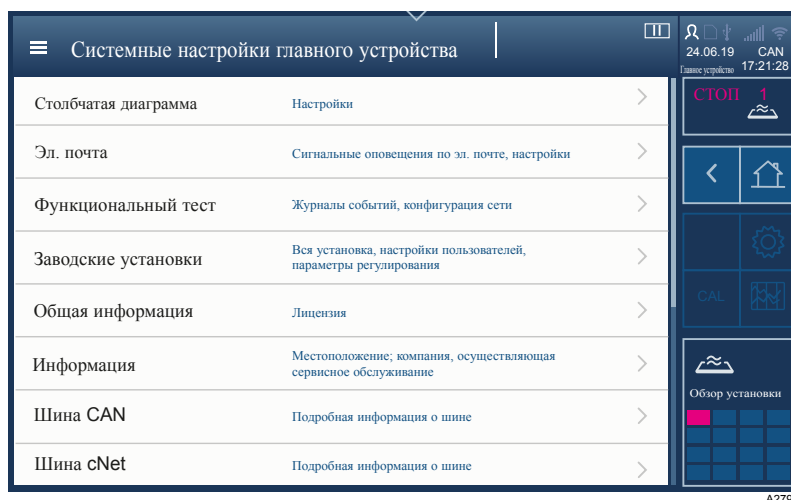 Системные настройки главного устройства
24.06.19 CAN
Главное устройство 17:21:28
Столбчатая диаграмма Настройки
СТОП 1
Эл. почта Сигнальные оповещения по эл. почте, настройки
Функциональный тест Журналы событий, конфигурация сети
Заводские установки Вся установка, настройки пользователей,
параметры регулирования
CAL
Общая информация Лицензия
Информация Местоположение; компания, осуществляющая
сервисное обслуживание
Обзор установки
Шина CAN Подробная информация о шине
Шина cNet Подробная информация о шине
A279